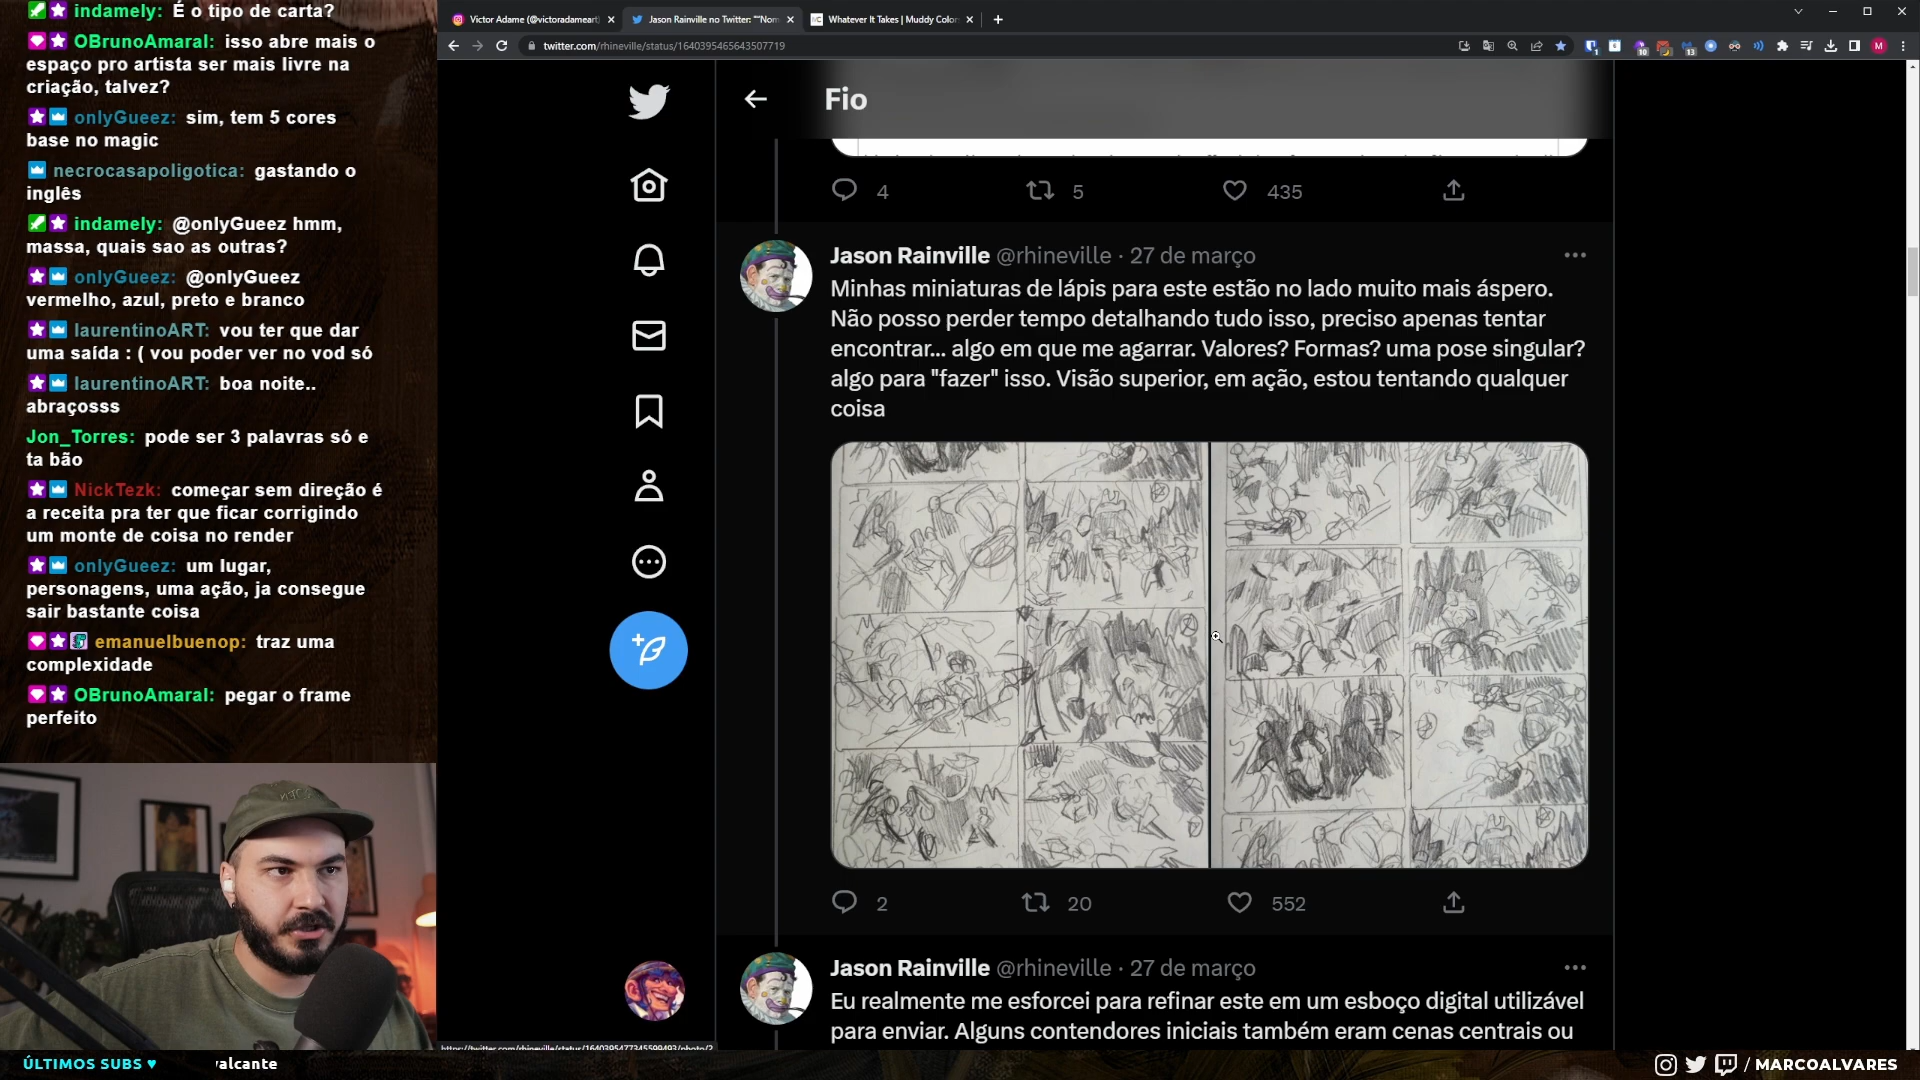 indamely: É o tipo de carta?
OBrunoAmaral: isso abre mais o
espaço pro artista ser mais livre na
criação, talvez?
onlyGueez: sim, tem 5 cores
base no magic
necrocasapoligotica: gastando o
inglês
indamely: @onlyGueez hmm,
massa, quais sao as outras?
onlyGueez: @onlyGueez
vermelho, azul, preto e branco
laurentinoART: vou ter que dar
uma saída : ( vou poder ver no vod só
laurentinoART: boa noite..
abraçosss
Jon_Torres: pode ser 3 palavras só e
ta bão
NickTezk: começar sem direção é
a receita pra ter que ficar corrigindo
um monte de coisa no render
onlyGueez: um lugar,
personagens, uma ação, ja consegue
sair bastante coisa
emanuelbuenop: traz uma
complexidade
OBrunoAmaral: pegar o frame
perfeito
Victor Adame (@victoradameart
Jason Rainville no Twitter: ""Nom
Whatever It Takes | Muddy Color
twitter.com/rhineville/status/1640395465643507719
Fio
4 5 435
Jason Rainville @rhineville · 27 de março
Minhas miniaturas de lápis para este estão no lado muito mais áspero.
Não posso perder tempo detalhando tudo isso, preciso apenas tentar
encontrar... algo em que me agarrar. Valores? Formas? uma pose singular?
algo para "fazer" isso. Visão superior, em ação, estou tentando qualquer
coisa
2 20 552
Jason Rainville @rhineville · 27 de março
Eu realmente me esforcei para refinar este em um esboço digital utilizável
para enviar. Alguns contendores iniciais também eram cenas centrais ou
https://twitter.com/rhineville/status/1640395477345599493/photo/2
ÚLTIMOS SUBS ♥ valcante
/ MARCOALVARES